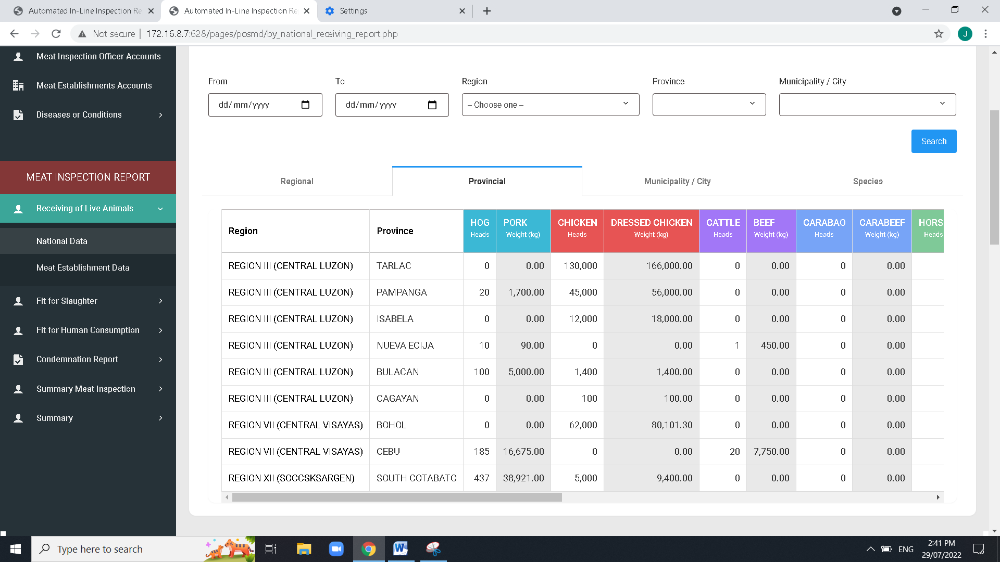 Automated In-Line Inspection Re
Automated In-Line Inspection Re
Settings
Not secure | 172.16.8.7:628/pages/posmd/by_national_receiving_report.php
J
Meat Inspection Officer Accounts
Meat Establishments Accounts
Diseases or Conditions
MEAT INSPECTION REPORT
Receiving of Live Animals
National Data
Meat Establishment Data
Fit for Slaughter
Fit for Human Consumption
Condemnation Report
Summary Meat Inspection
Summary
From To Region Province Municipality / City
dd/mm/yyyy dd/mm/yyyy -- Choose one --
Search
Regional Provincial Municipality / City Species
Region Province HOG PORK CHICKEN DRESSED CHICKEN CATTLE BEEF CARABAO CARABEEF HORS
Heads Weight (kg) Heads Weight (kg) Heads Weight (kg) Heads Weight (kg) Heads
REGION III (CENTRAL LUZON) TARLAC 0 0.00 130,000 166,000.00 0 0.00 0 0.00
REGION III (CENTRAL LUZON) PAMPANGA 20 1,700.00 45,000 56,000.00 0 0.00 0 0.00
REGION III (CENTRAL LUZON) ISABELA 0 0.00 12,000 18,000.00 0 0.00 0 0.00
REGION III (CENTRAL LUZON) NUEVA ECIJA 10 90.00 0 0.00 1 450.00 0 0.00
REGION III (CENTRAL LUZON) BULACAN 100 5,000.00 1,400 1,400.00 0 0.00 0 0.00
REGION III (CENTRAL LUZON) CAGAYAN 0 0.00 100 100.00 0 0.00 0 0.00
REGION VII (CENTRAL VISAYAS) BOHOL 0 0.00 62,000 80,101.30 0 0.00 0 0.00
REGION VII (CENTRAL VISAYAS) CEBU 185 16,675.00 0 0.00 20 7,750.00 0 0.00
REGION XII (SOCCSKSARGEN) SOUTH COTABATO 437 38,921.00 5,000 9,400.00 0 0.00 0 0.00
Type here to search
ENG
2:41 PM
29/07/2022